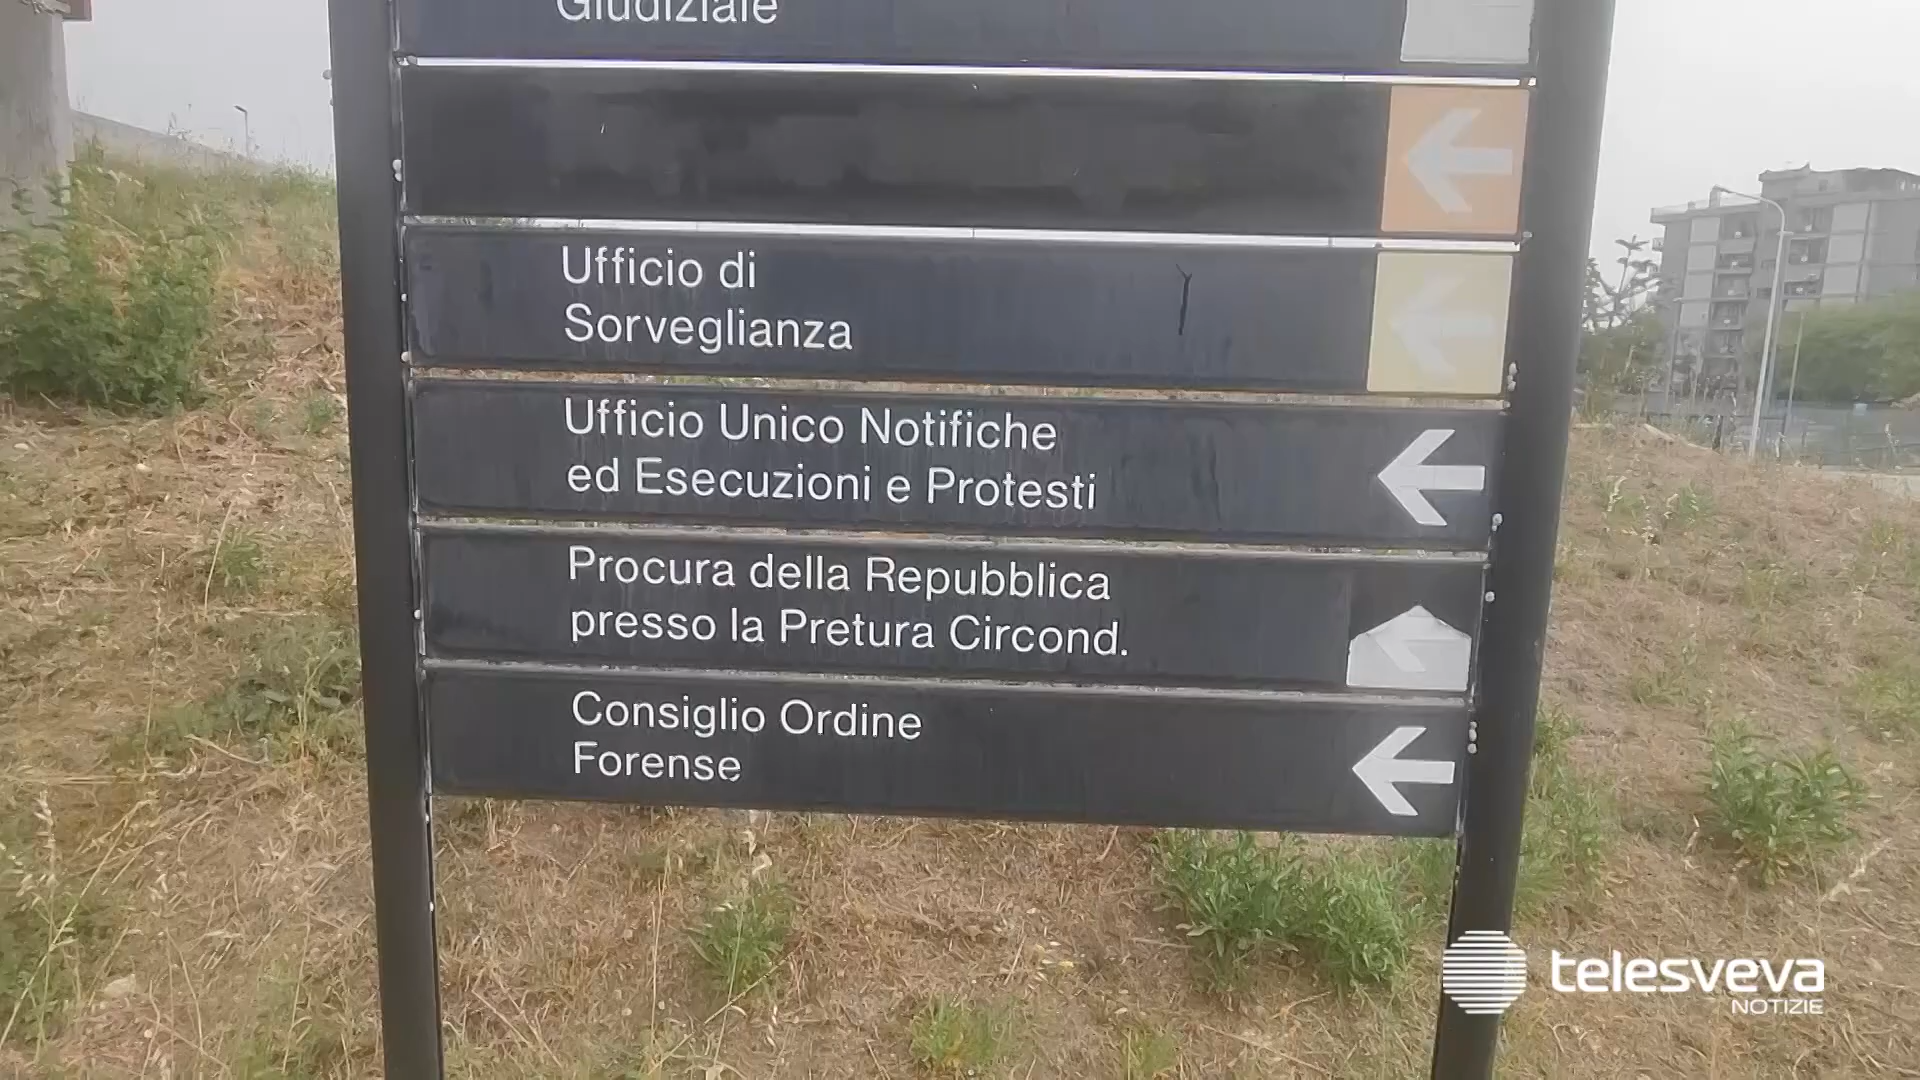 Giudiziale
Ufficio di
Sorveglianza
Ufficio Unico Notifiche
ed Esecuzioni e Protesti
Procura della Repubblica
presso la Pretura Circond.
Consiglio Ordine
Forense
telesveva
NOTIZIE